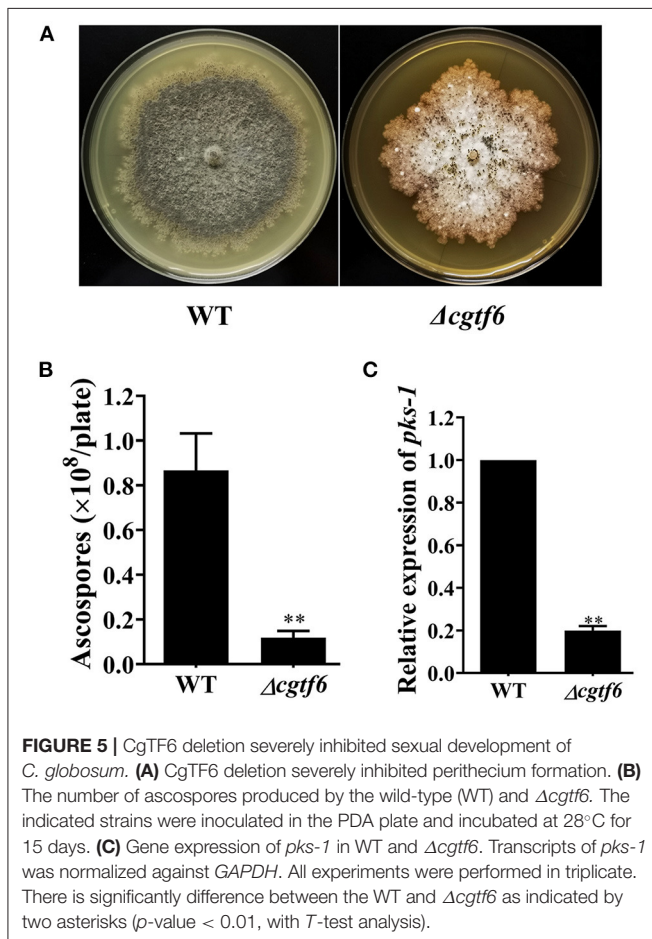 A
WT
Δcgtf6
B
Ascospores (×10⁸/plate)
1.2
1.0
0.8
0.6
0.4
0.2
0.0
**
WT
Δcgtf6
C
Relative expression of pks-1
1.0
0.8
0.6
0.4
0.2
0.0
**
WT
Δcgtf6
FIGURE 5 | CgTF6 deletion severely inhibited sexual development of
C. globosum. (A) CgTF6 deletion severely inhibited perithecium formation. (B)
The number of ascospores produced by the wild-type (WT) and Δcgtf6. The
indicated strains were inoculated in the PDA plate and incubated at 28°C for
15 days. (C) Gene expression of pks-1 in WT and Δcgtf6. Transcripts of pks-1
was normalized against GAPDH. All experiments were performed in triplicate.
There is significantly difference between the WT and Δcgtf6 as indicated by
two asterisks (p-value < 0.01, with T-test analysis).